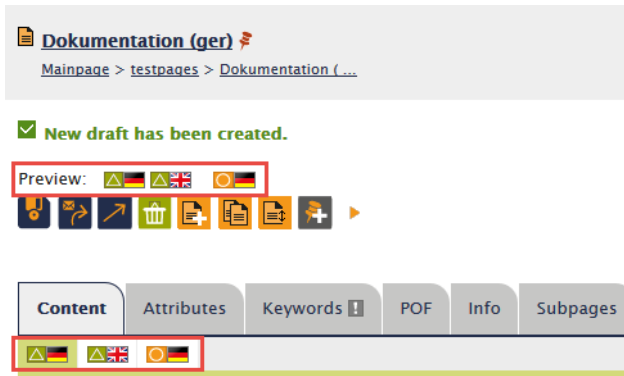 Dokumentation (ger)
Mainpage > testpages > Dokumentation ( ...
New draft has been created.
Preview:
Content Attributes Keywords ! POF Info Subpages